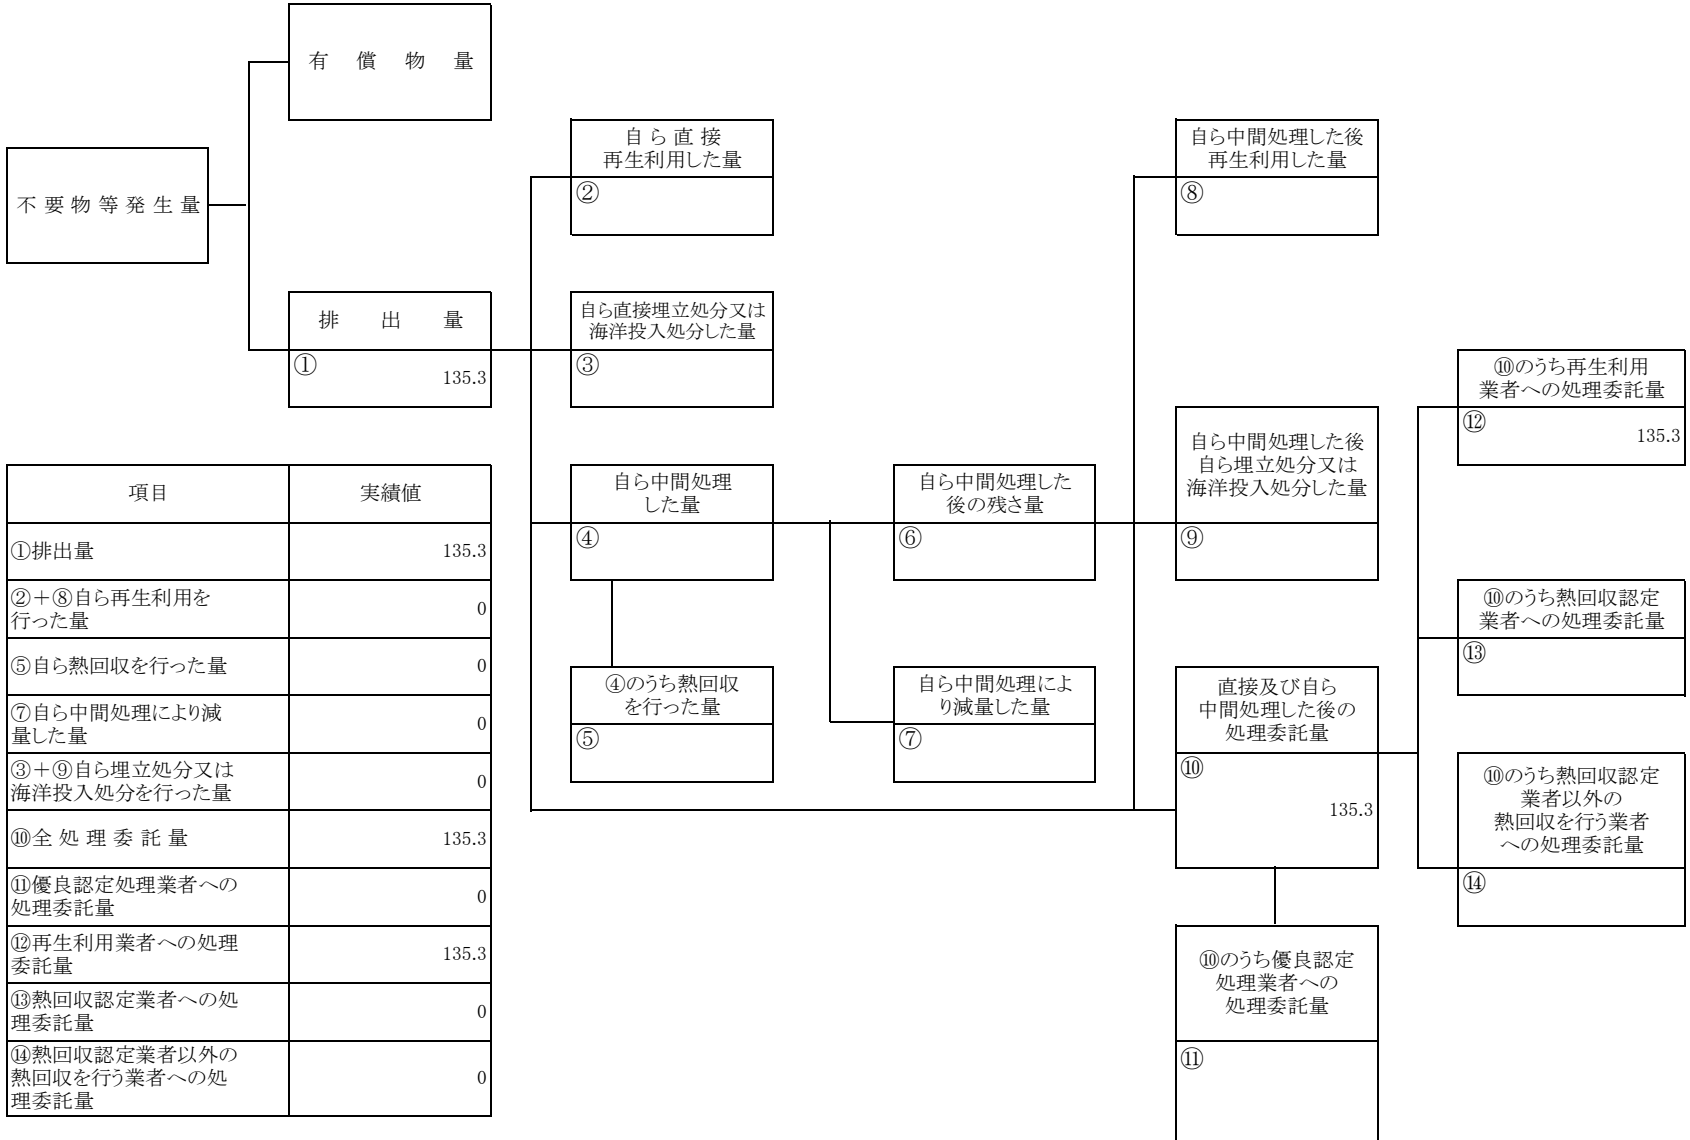 有償物量
自ら直接
再生利用した量
②
自ら中間処理した後
再生利用した量
⑧
不要物等発生量
排出量
①
135.3
自ら直接埋立処分又は
海洋投入処分した量
③
⑩のうち再生利用
業者への処理委託量
⑫
135.3
自ら中間処理
した量
④
自ら中間処理した
後の残さ量
⑥
自ら中間処理した後
自ら埋立処分又は
海洋投入処分した量
⑨
⑩のうち熱回収認定
業者への処理委託量
⑬
④のうち熱回収
を行った量
⑤
自ら中間処理によ
り減量した量
⑦
直接及び自ら
中間処理した後の
処理委託量
⑩
135.3
⑩のうち熱回収認定
業者以外の
熱回収を行う業者
への処理委託量
⑭
⑩のうち優良認定
処理業者への
処理委託量
⑪
項目 実績値
①排出量 135.3
②＋⑧自ら再生利用を
行った量 0
⑤自ら熱回収を行った量 0
⑦自ら中間処理により減
量した量 0
③＋⑨自ら埋立処分又は
海洋投入処分を行った量 0
⑩全処理委託量 135.3
⑪優良認定処理業者への
処理委託量 0
⑫再生利用業者への処理
委託量 135.3
⑬熱回収認定業者への処
理委託量 0
⑭熱回収認定業者以外の
熱回収を行う業者への処
理委託量 0